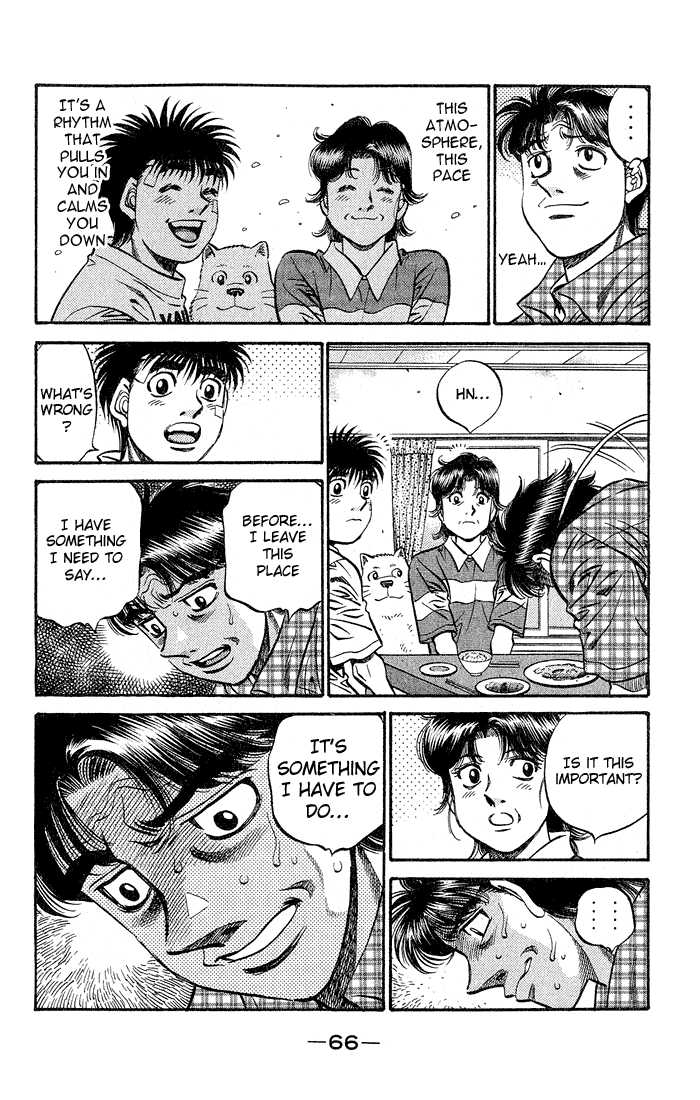 ....
YEAH...
THIS
ATMO-
SPHERE,
THIS
PACE
IT'S A
RHYTHM
THAT
PULLS
YOU IN
AND
CALMS
YOU
DOWN
HN...
WHAT'S
WRONG
?
BEFORE...
I LEAVE
THIS
PLACE
I HAVE
SOMETHING
I NEED TO
SAY...
IS IT THIS
IMPORTANT?
....
IT'S
SOMETHING
I HAVE TO
DO...
—66—